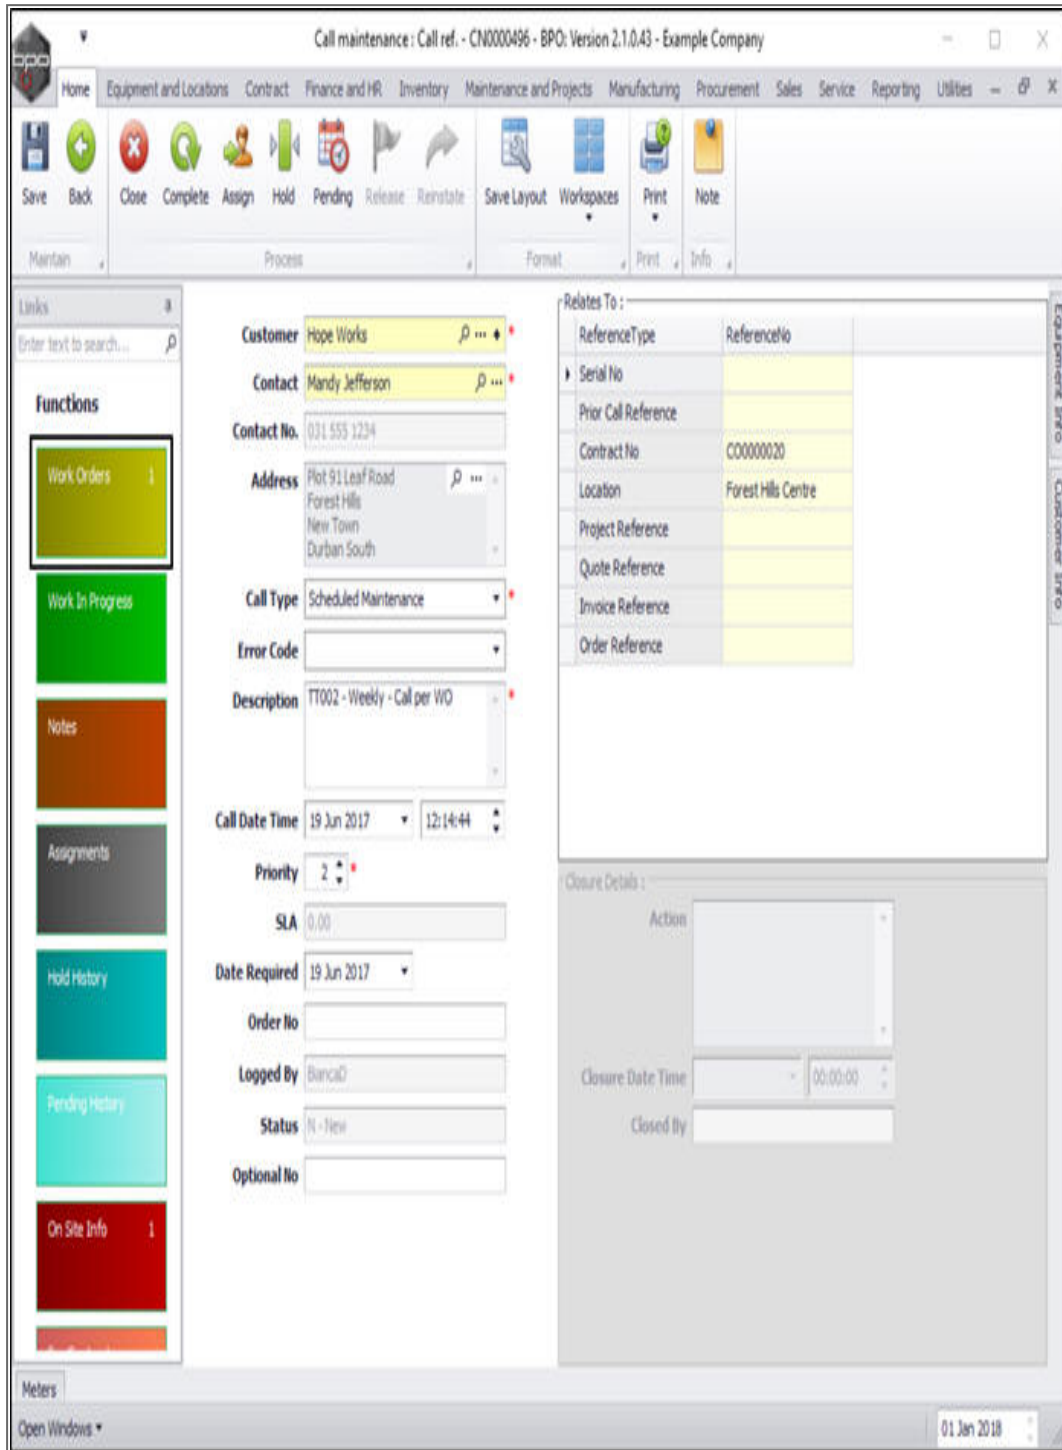 bpo
Call maintenance : Call ref. - CN0000496 - BPO: Version 2.1.0.43 - Example Company
Home Equipment and Locations Contract Finance and HR Inventory Maintenance and Projects Manufacturing Procurement Sales Service Reporting Utilities
Save Back Close Complete Assign Hold Pending Release Reinstate Save Layout Workspaces Print Note
Maintain Process Format Print Info
Links
Enter text to search...
Functions
Work Orders 1
Work In Progress
Notes
Assignments
Hold History
Pending History
On Site Info 1
Customer Hope Works *
Contact Mandy Jefferson *
Contact No. 031 555 1234
Address Plot 91 Leaf Road
Forest Hills
New Town
Durban South
Call Type Scheduled Maintenance *
Error Code
Description TT002 - Weekly - Call per WO *
Call Date Time 19 Jun 2017 12:14:44
Priority 2 *
SLA 0.00
Date Required 19 Jun 2017
Order No
Logged By BiancaD
Status N - New
Optional No
Relates To :
ReferenceType ReferenceNo
Serial No
Prior Call Reference
Contract No CO0000020
Location Forest Hills Centre
Project Reference
Quote Reference
Invoice Reference
Order Reference
Closure Details :
Action
Closure Date Time 00:00:00
Closed By
Equipment Info
Customer Info
Meters
Open Windows
01 Jan 2018